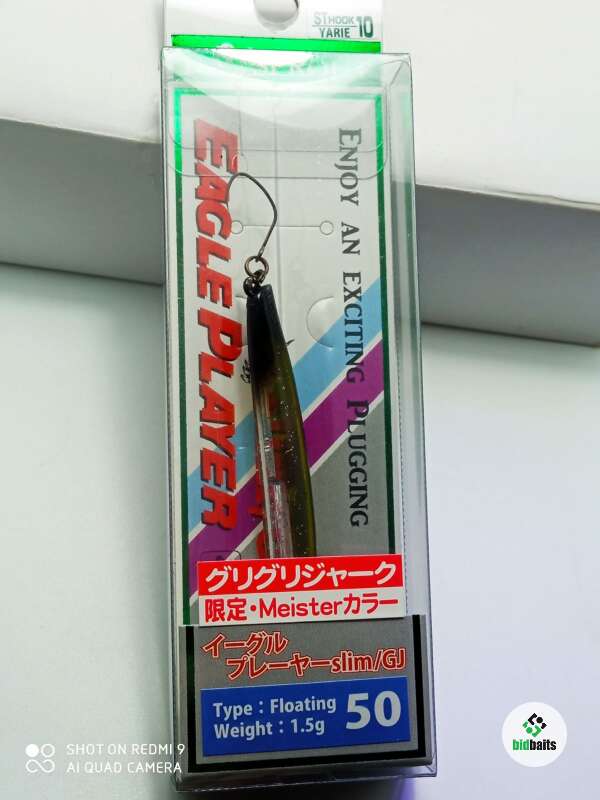 ST HOOK
YARIE 10
ENJOY AN EXCITING PLUGGING
EAGLE PLAYER
グリグリジャーク
限定・Meisterカラー
イーグル
プレーヤーslim/GJ
Type : Floating
Weight : 1.5g
50
SHOT ON REDMI 9
AI QUAD CAMERA
bidbaits